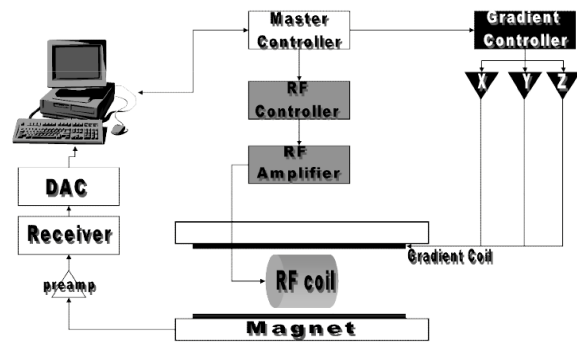 Master
Controller
Gradient
Controller
RF
Controller
X Y Z
RF
Amplifier
DAC
Receiver
Gradient Coil
preamp
RF coil
Magnet